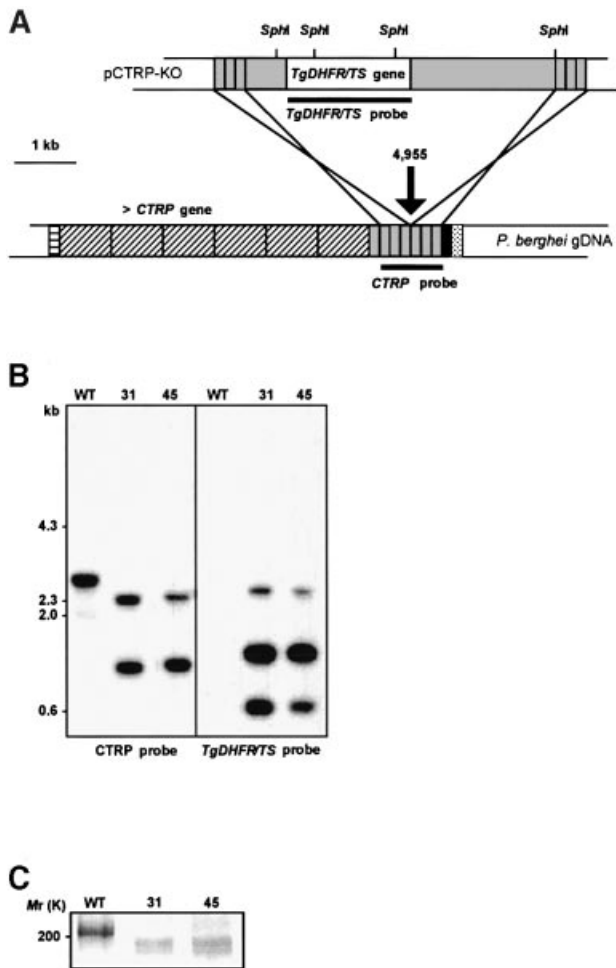 A
SphI SphI SphI SphI
pCTRP-KO
TgDHFR/TS gene
TgDHFR/TS probe
1 kb
4,955
> CTRP gene
P. berghei gDNA
CTRP probe
B
WT 31 45 WT 31 45
kb
4.3
2.3
2.0
0.6
CTRP probe TgDHFR/TS probe
C
Mr (K) WT 31 45
200